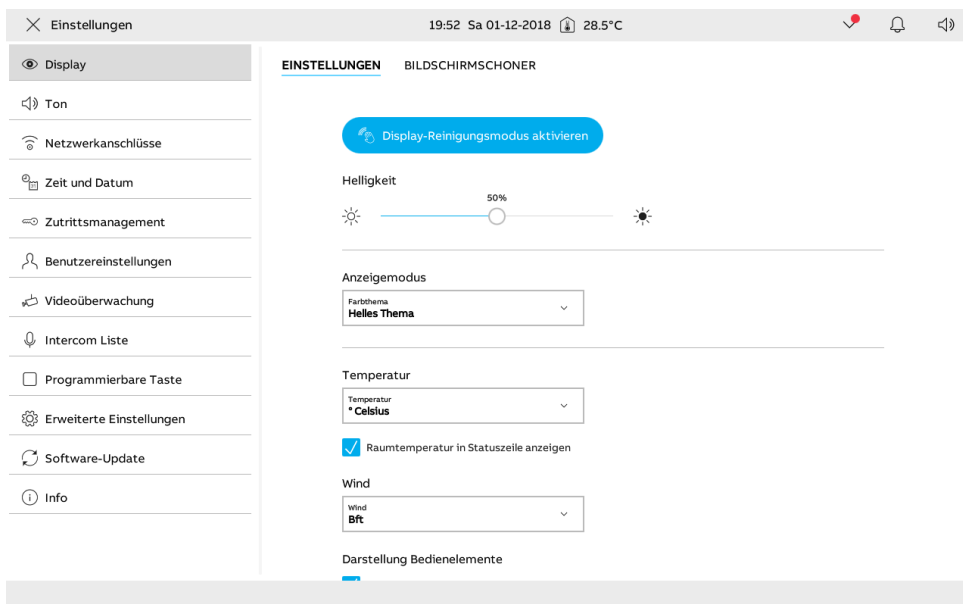 Einstellungen
19:52 Sa 01-12-2018 28.5°C
Display
Ton
Netzwerkanschlüsse
Zeit und Datum
Zutrittsmanagement
Benutzereinstellungen
Videoüberwachung
Intercom Liste
Programmierbare Taste
Erweiterte Einstellungen
Software-Update
Info
EINSTELLUNGEN BILDSCHIRMSCHONER
Display-Reinigungsmodus aktivieren
Helligkeit
50%
Anzeigemodus
Farbthema
Helles Thema
Temperatur
Temperatur
° Celsius
Raumtemperatur in Statuszeile anzeigen
Wind
Wind
Bft
Darstellung Bedienelemente